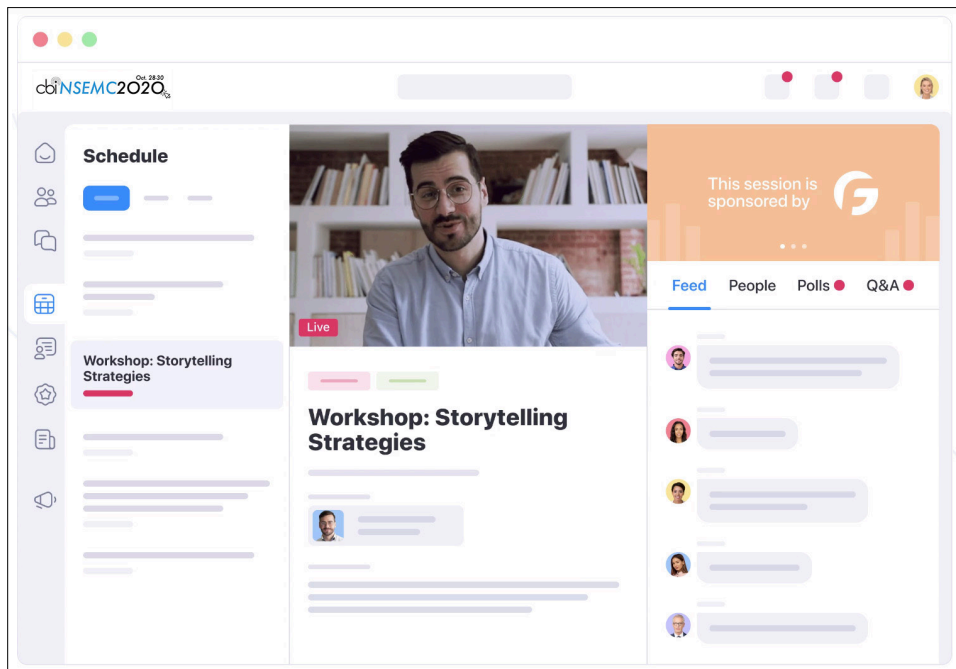 Oct. 28-30
cbiNSEMC2020
Schedule
Workshop: Storytelling
Strategies
Live
Workshop: Storytelling
Strategies
This session is
sponsored by
Feed People Polls Q&A